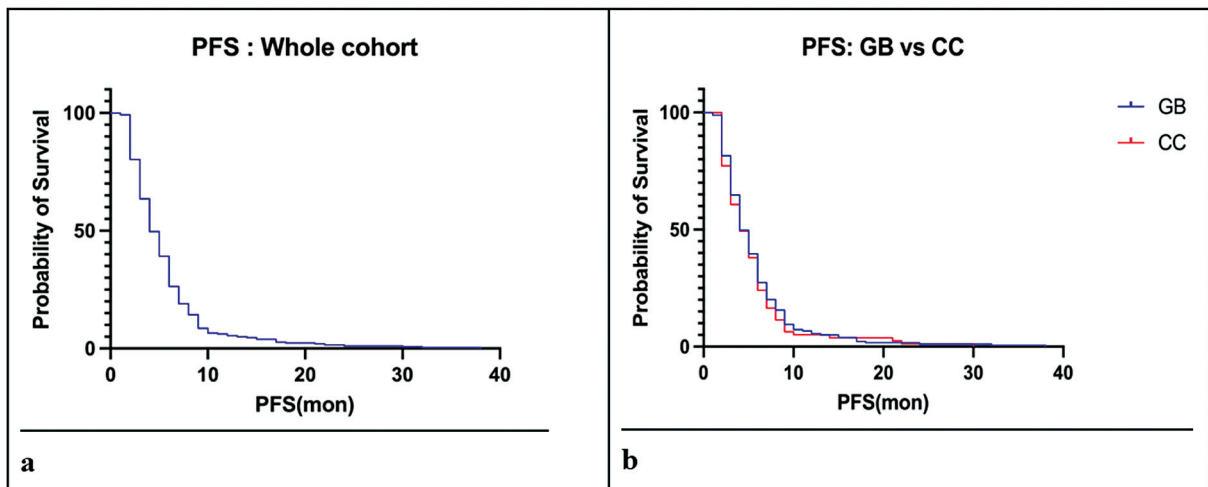 PFS : Whole cohort
Probability of Survival
100
50
0
0 10 20 30 40
PFS(mon)
a
PFS: GB vs CC
Probability of Survival
100
50
0
0 10 20 30 40
PFS(mon)
GB
CC
b